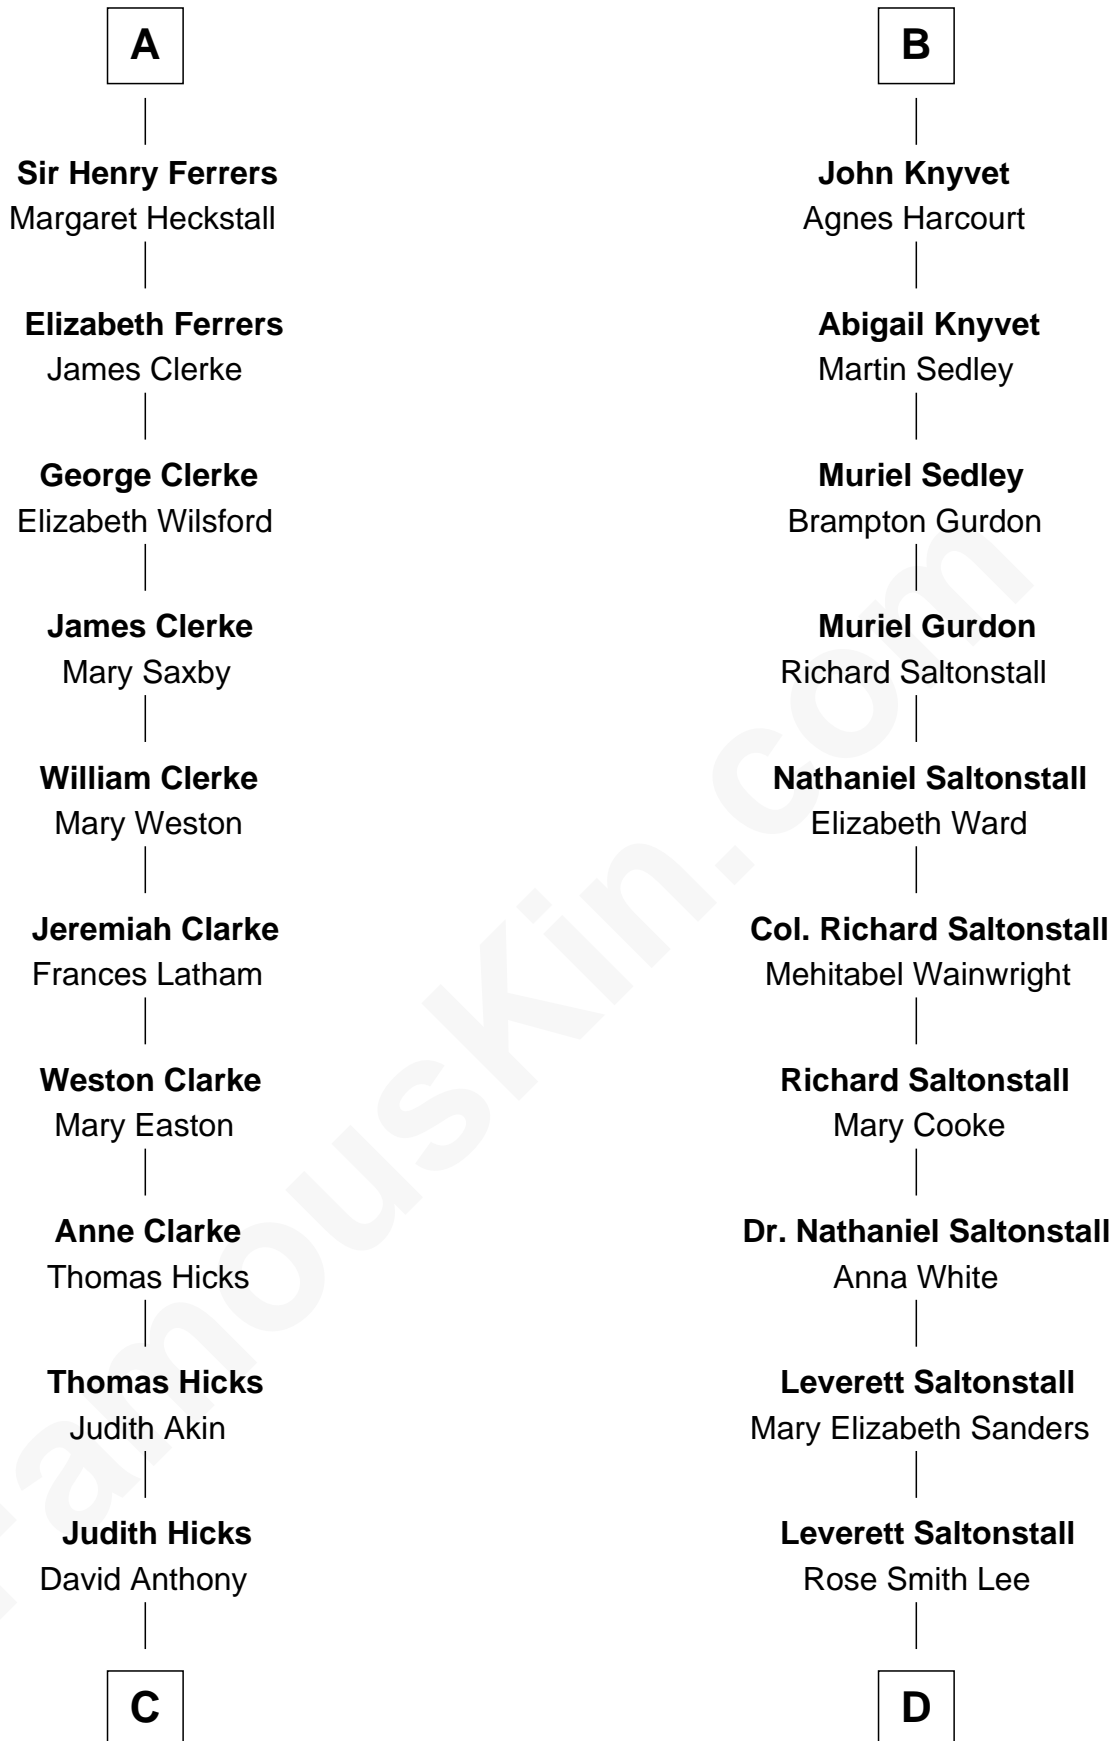 A
Sir Henry Ferrers
Margaret Heckstall
Elizabeth Ferrers
James Clerke
George Clerke
Elizabeth Wilsford
James Clerke
Mary Saxby
William Clerke
Mary Weston
Jeremiah Clarke
Frances Latham
Weston Clarke
Mary Easton
Anne Clarke
Thomas Hicks
Thomas Hicks
Judith Akin
Judith Hicks
David Anthony
C
B
John Knyvet
Agnes Harcourt
Abigail Knyvet
Martin Sedley
Muriel Sedley
Brampton Gurdon
Muriel Gurdon
Richard Saltonstall
Nathaniel Saltonstall
Elizabeth Ward
Col. Richard Saltonstall
Mehitabel Wainwright
Richard Saltonstall
Mary Cooke
Dr. Nathaniel Saltonstall
Anna White
Leverett Saltonstall
Mary Elizabeth Sanders
Leverett Saltonstall
Rose Smith Lee
D
FamousKin.com